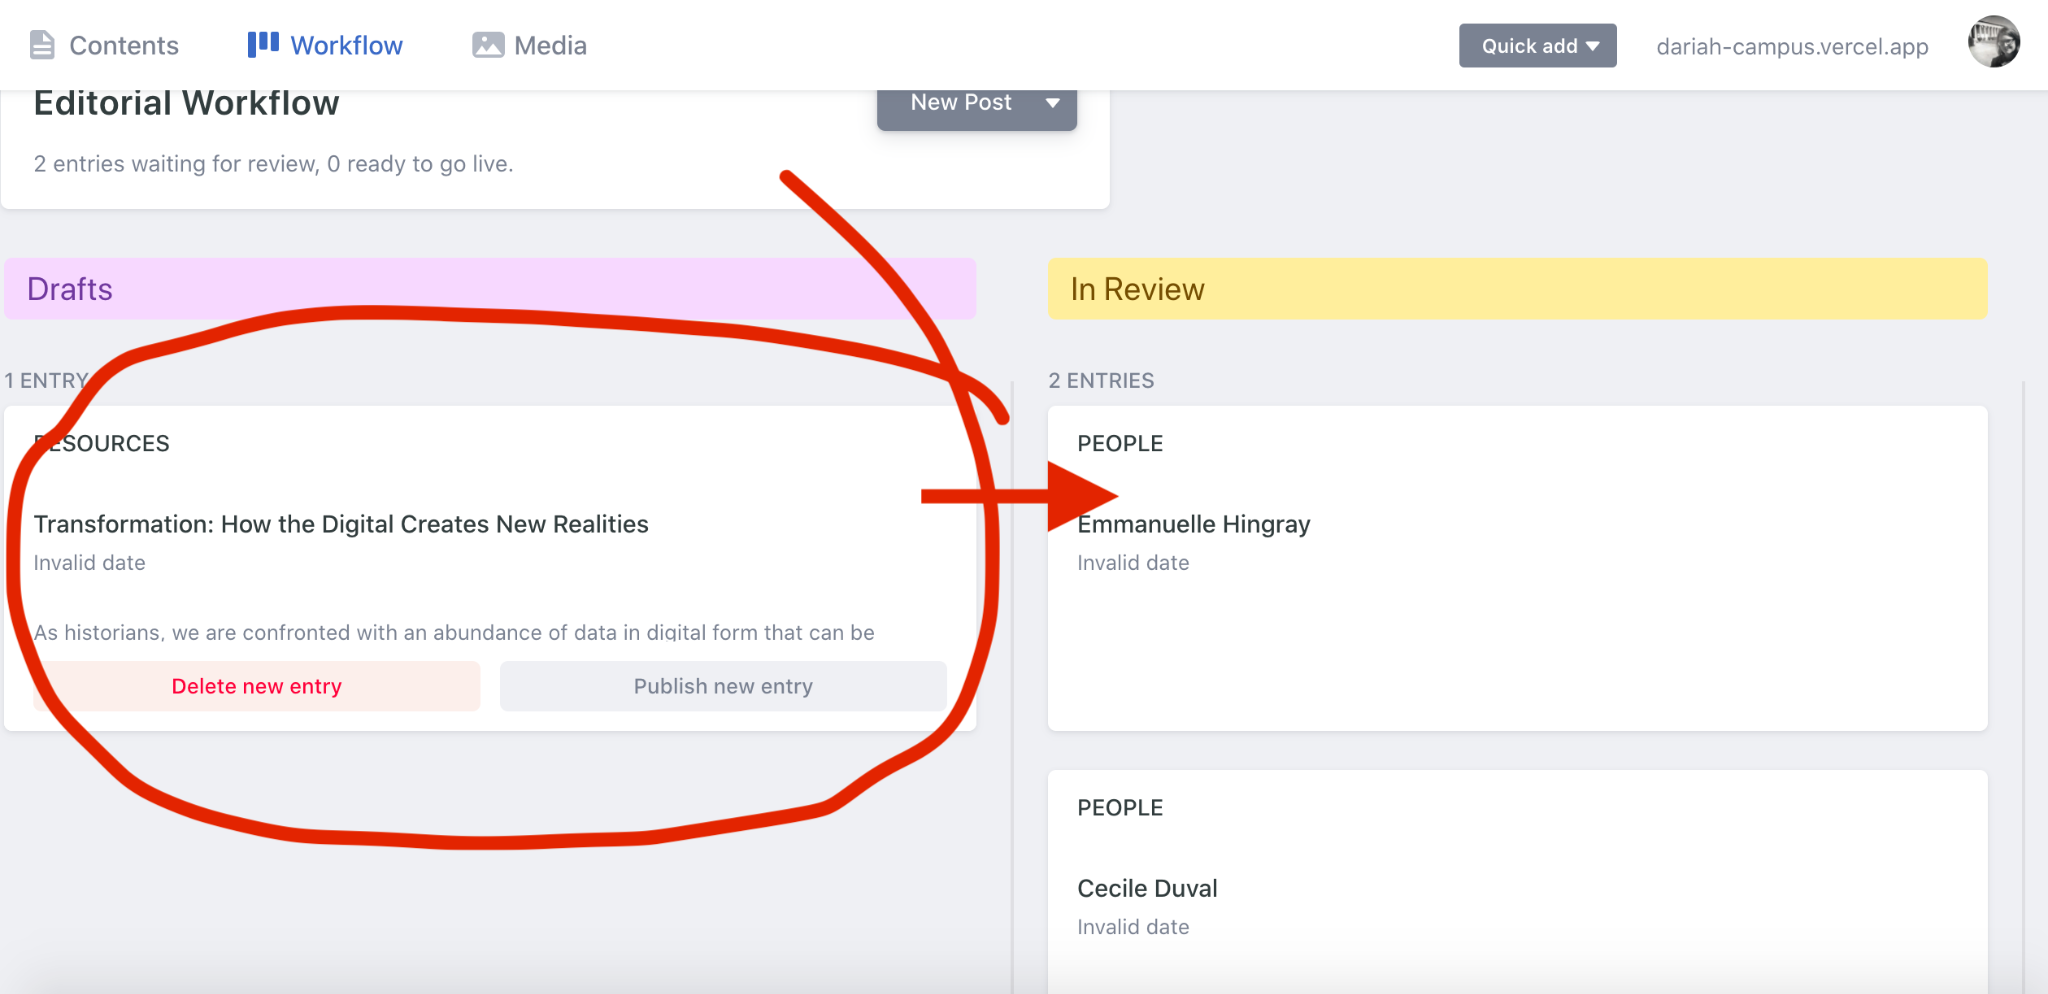 Contents
Workflow
Media
Quick add
dariah-campus.vercel.app
Editorial Workflow
New Post
2 entries waiting for review, 0 ready to go live.
Drafts
1 ENTRY
RESOURCES
Transformation: How the Digital Creates New Realities
Invalid date
As historians, we are confronted with an abundance of data in digital form that can be
Delete new entry
Publish new entry
In Review
2 ENTRIES
PEOPLE
Emmanuelle Hingray
Invalid date
PEOPLE
Cecile Duval
Invalid date